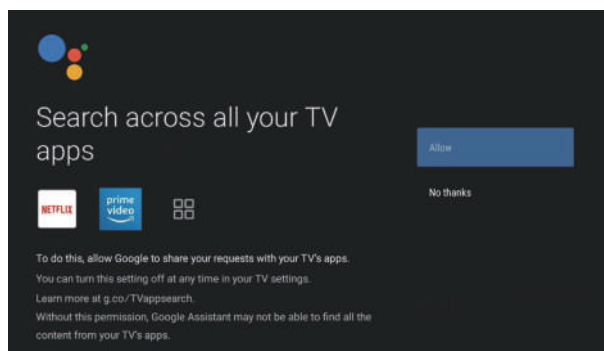 Search across all your TV
apps
Allow
No thanks
NETFLIX
prime
video
To do this, allow Google to share your requests with your TV's apps.
You can turn this setting off at any time in your TV settings.
Learn more at g.co/TVappsearch.
Without this permission, Google Assistant may not be able to find all the
content from your TV's apps.